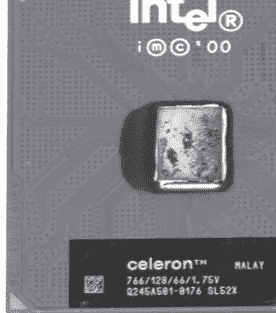 intel®
i ⓜ © '00
celeron™ MALAY
766/128/66/1.75V
Q245A501-0176 SL52X